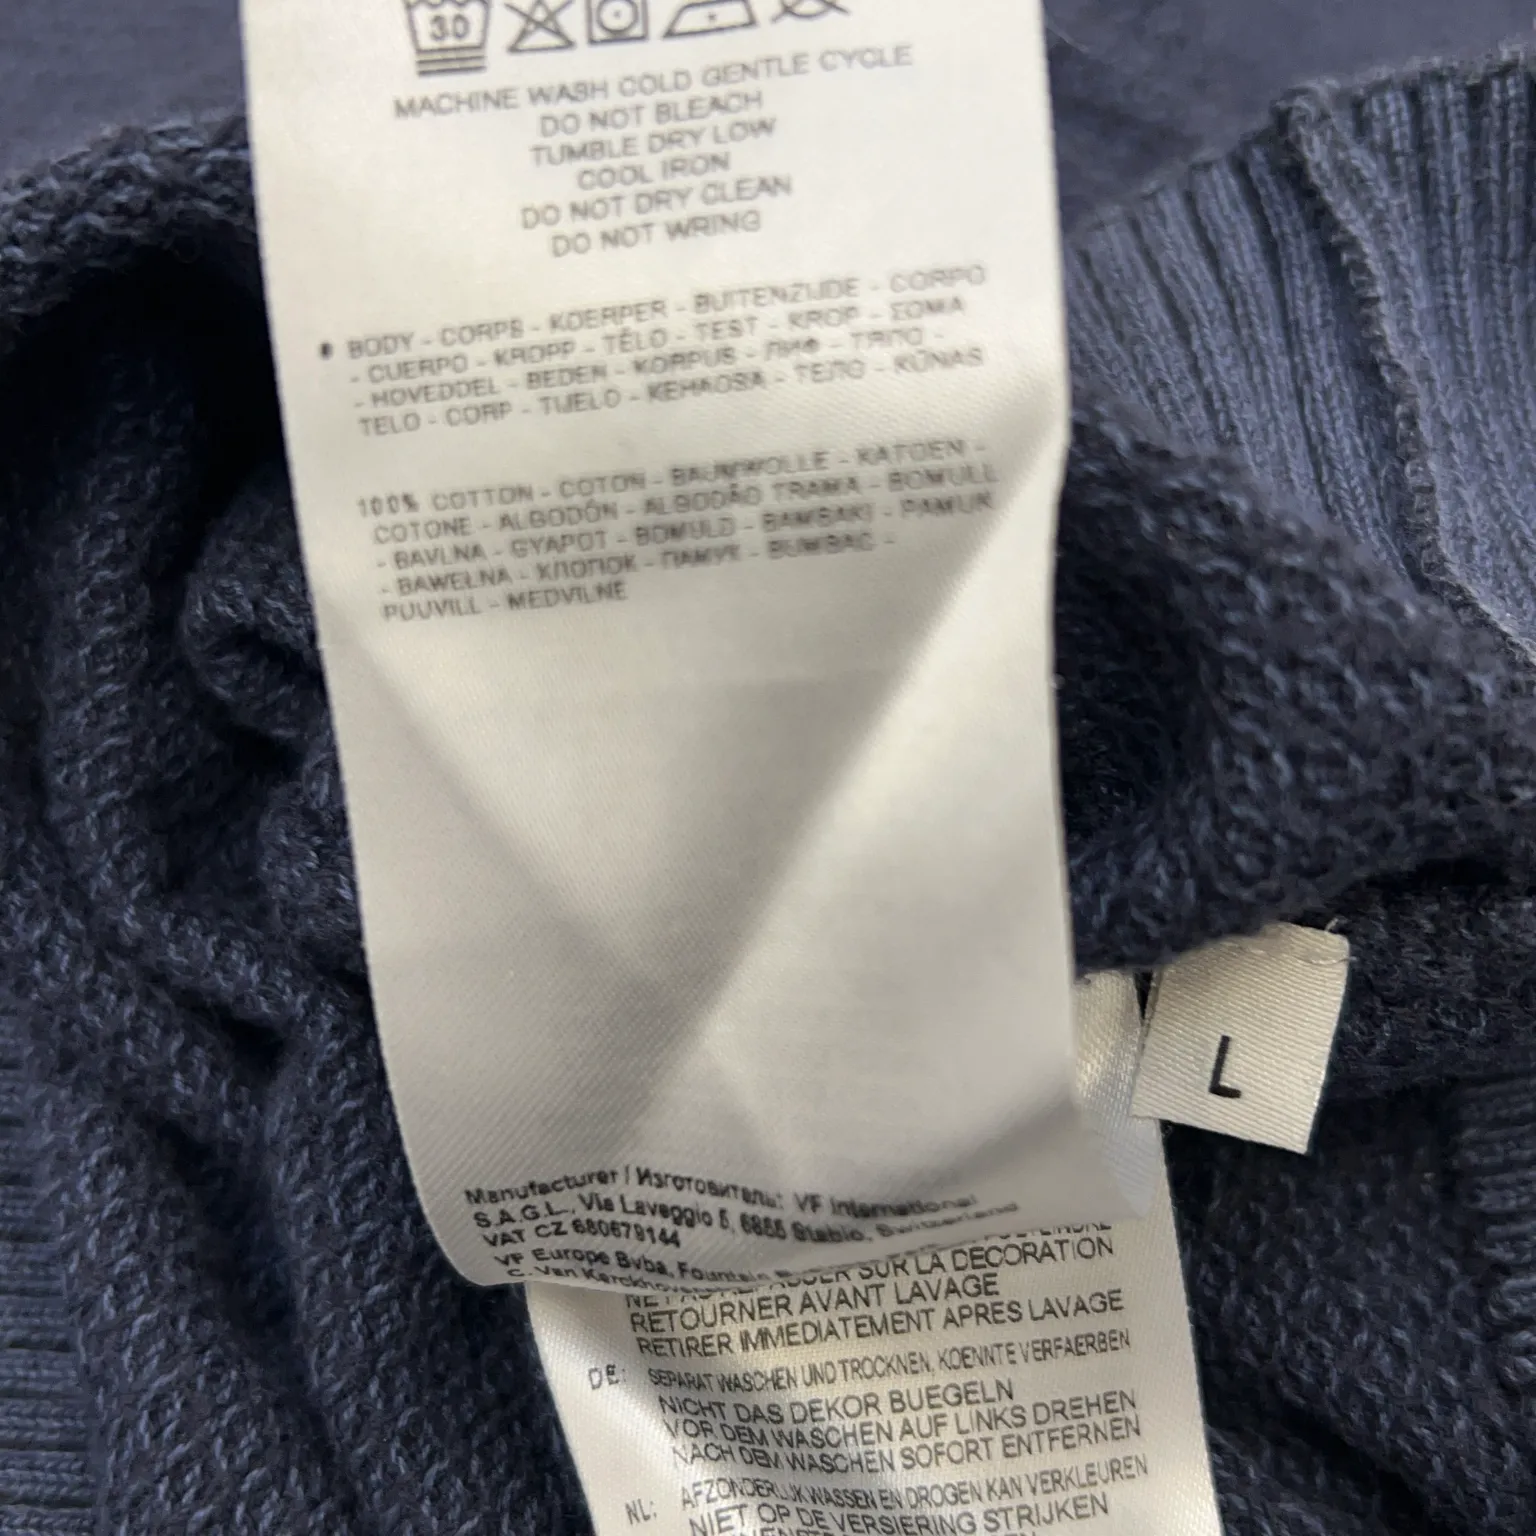 30
MACHINE WASH COLD GENTLE CYCLE
DO NOT BLEACH
TUMBLE DRY LOW
COOL IRON
DO NOT DRY CLEAN
DO NOT WRING
BODY - CORPS - KOERPER - BUITENZIJDE - CORPO
- CUERPO - KROPP - TĚLO - TEST - KROP - ΣΩΜΑ
- HOVEDDEL - BEDEN - KORPUS - ЛИФ - ТЯЛО -
TELO - CORP - TIJELO - KEHAOSA - ТЕЛО - KŪNAS
100% COTTON - COTON - BAUMWOLLE - KATOEN -
COTONE - ALGODÓN - ALGODÃO TRAMA - BOMULL
- BAVLNA - GYAPOT - BOMULD - BAMBAKI - PAMUK
- BAWEŁNA - ХЛОПОК - ПАМУК - BUMBAC -
PUUVILL - MEDVILNE
L
Manufacturer / Изготовитель: VF International
S.A.G.L., Via Laveggio 5, 6855 Stabio, Switzerland
VAT CZ 680679144
VF Europe Bvba, Fountain
C. Van
SUR LA DECORATION
RETOURNER AVANT LAVAGE
RETIRER IMMEDIATEMENT APRES LAVAGE
DE: SEPARAT WASCHEN UND TROCKNEN, KOENNTE VERFAERBEN
NICHT DAS DEKOR BUEGELN
VOR DEM WASCHEN AUF LINKS DREHEN
NACH DEM WASCHEN SOFORT ENTFERNEN
NL: AFZONDERLIJK WASSEN EN DROGEN KAN VERKLEUREN
NIET OP DE VERSIERING STRIJKEN